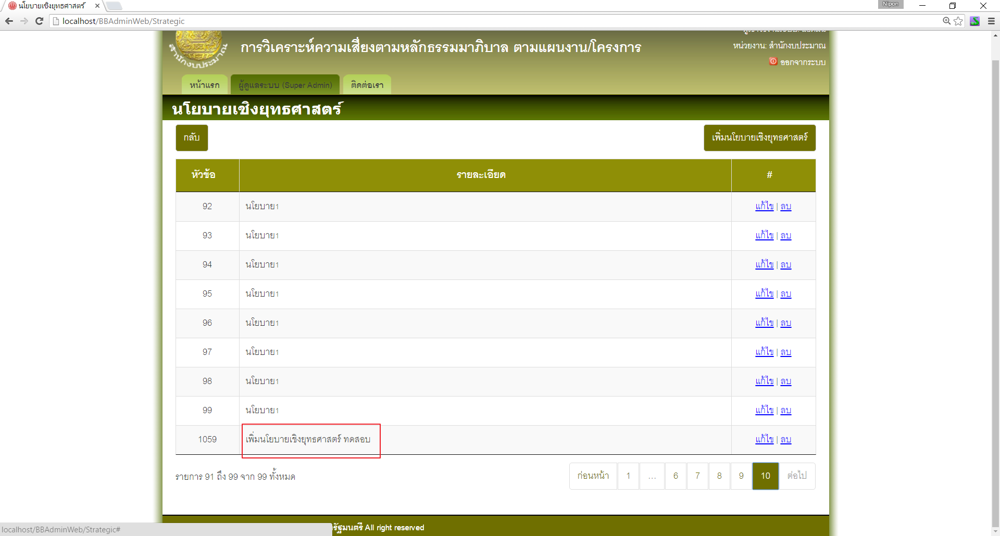 นโยบายเชิงยุทธศาสตร์
Nipon
localhost/BBAdminWeb/Strategic
สำนักงบประมาณ
การวิเคราะห์ความเสี่ยงตามหลักธรรมมาภิบาล ตามแผนงาน/โครงการ
หน่วยงาน: สำนักงบประมาณ
ออกจากระบบ
หน้าแรก ผู้ดูแลระบบ (Super Admin) ติดต่อเรา
นโยบายเชิงยุทธศาสตร์
กลับ เพิ่มนโยบายเชิงยุทธศาสตร์
หัวข้อ รายละเอียด #
92 นโยบาย1 แก้ไข | ลบ
93 นโยบาย1 แก้ไข | ลบ
94 นโยบาย1 แก้ไข | ลบ
95 นโยบาย1 แก้ไข | ลบ
96 นโยบาย1 แก้ไข | ลบ
97 นโยบาย1 แก้ไข | ลบ
98 นโยบาย1 แก้ไข | ลบ
99 นโยบาย1 แก้ไข | ลบ
1059 เพิ่มนโยบายเชิงยุทธศาสตร์ ทดสอบ แก้ไข | ลบ
รายการ 91 ถึง 99 จาก 99 ทั้งหมด
ก่อนหน้า 1 … 6 7 8 9 10 ต่อไป
รัฐมนตรี All right reserved
localhost/BBAdminWeb/Strategic#